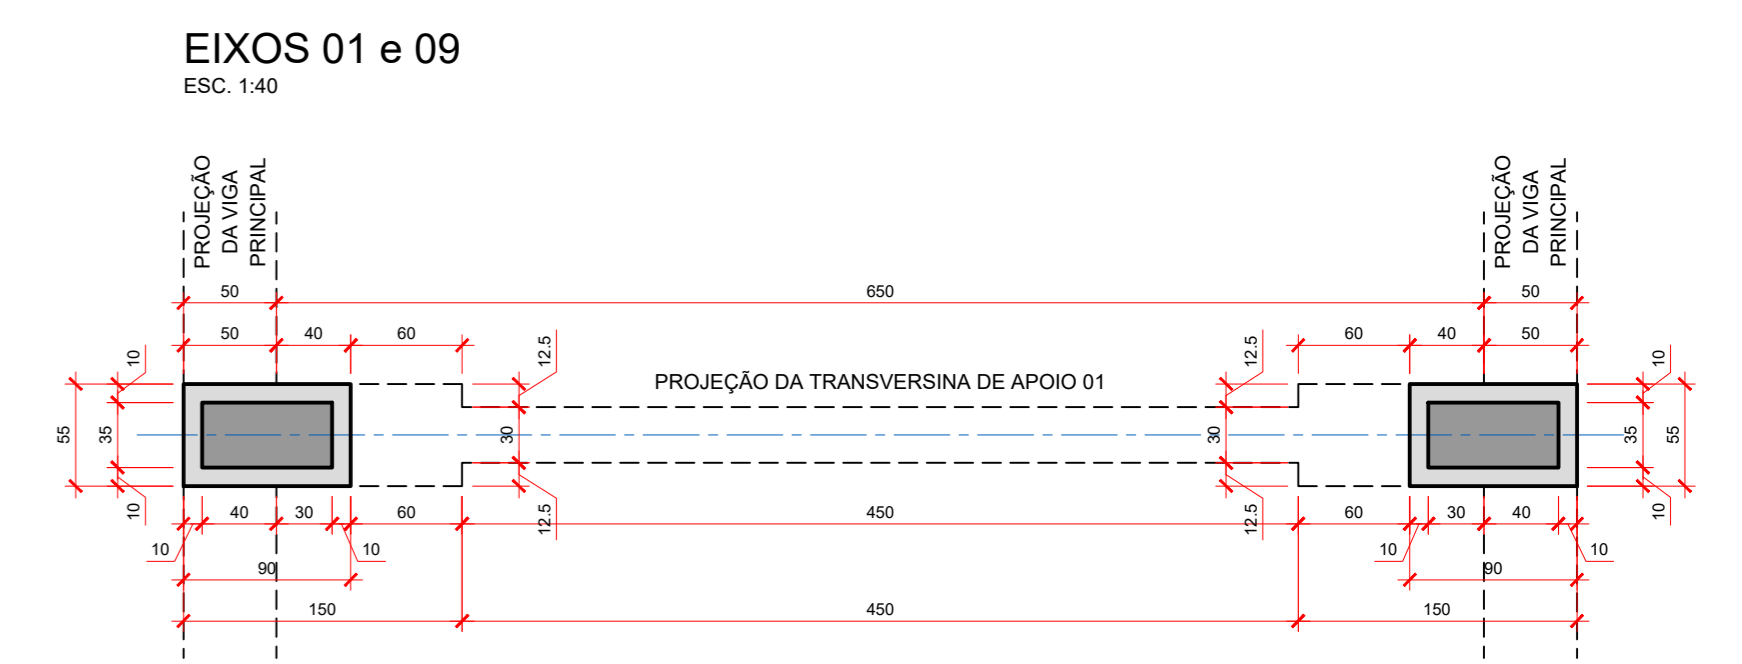 EIXOS 01 e 09
ESC. 1:40
PROJEÇÃO
DA VIGA
PRINCIPAL
PROJEÇÃO
DA VIGA
PRINCIPAL
50 650 50
50 40 60 60 40 50
10 12.5 12.5 10
PROJEÇÃO DA TRANSVERSINA DE APOIO 01
55 35 30 30 35 55
10 40 30 60 12.5 450 12.5 60 30 40 10
10 10 10 10
90 90
150 450 150